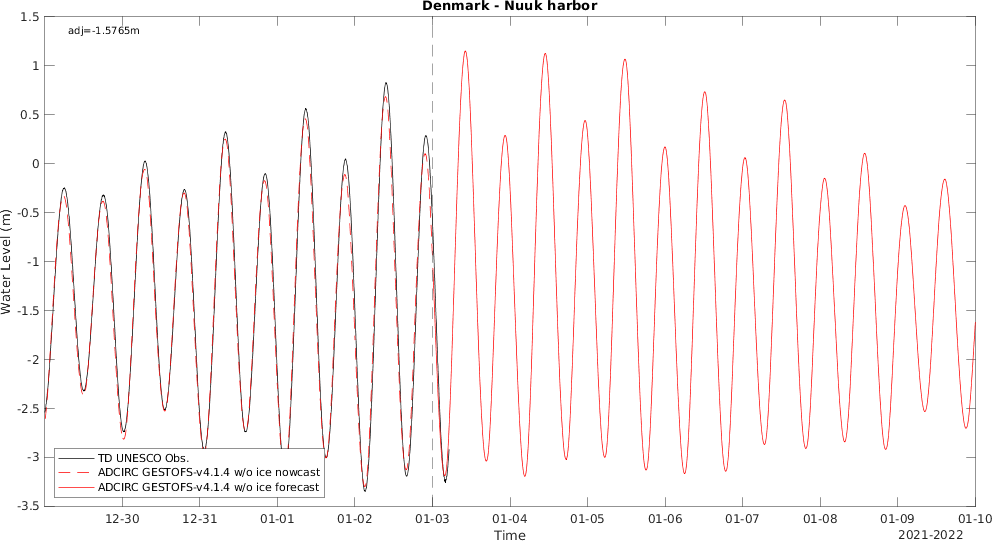 Denmark - Nuuk harbor
adj=-1.5765m
1.5
1
0.5
0
-0.5
-1
-1.5
-2
-2.5
-3
-3.5
Water Level (m)
TD UNESCO Obs.
ADCIRC GESTOFS-v4.1.4 w/o ice nowcast
ADCIRC GESTOFS-v4.1.4 w/o ice forecast
12-30 12-31 01-01 01-02 01-03 01-04 01-05 01-06 01-07 01-08 01-09 01-10
Time
2021-2022